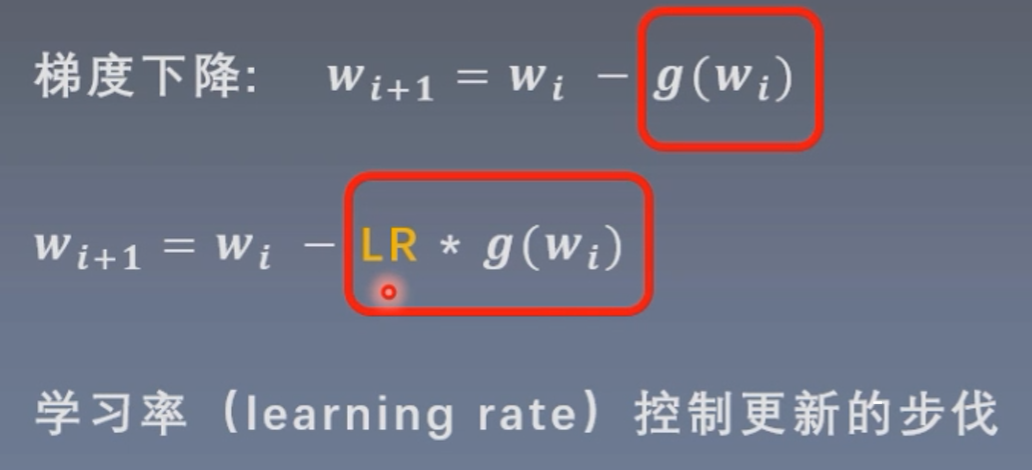 梯度下降: w_{i+1} = w_i − g(w_i)
w_{i+1} = w_i − LR * g(w_i)
学习率（learning rate）控制更新的步伐